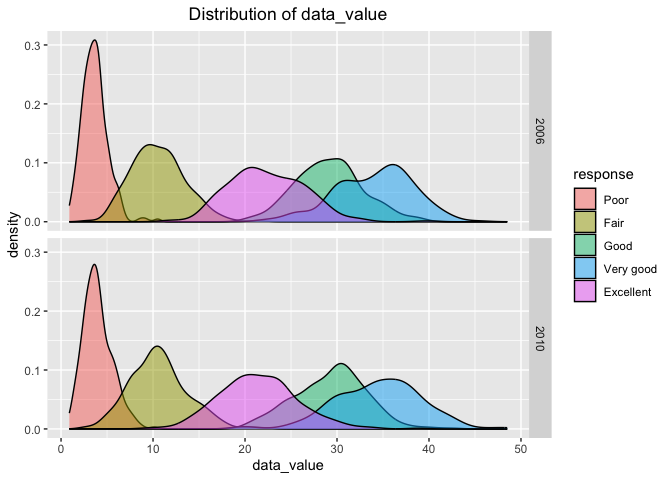 Distribution of data_value
density
0.3
0.2
0.1
0.0
2006
0.3
0.2
0.1
0.0
2010
0 10 20 30 40 50
data_value
response
Poor
Fair
Good
Very good
Excellent